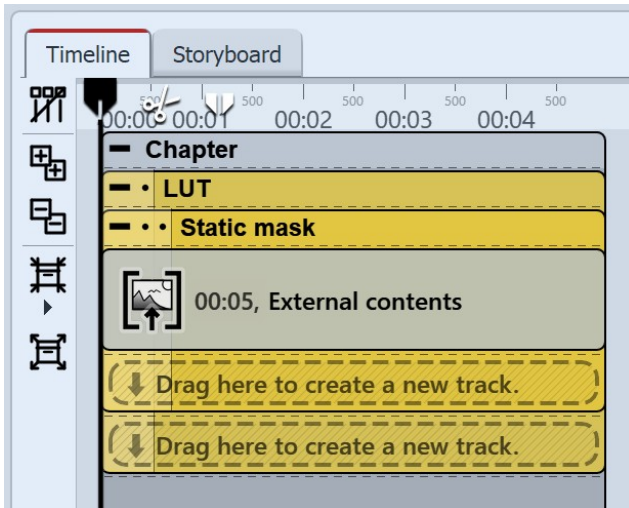 Timeline Storyboard
500 500 500 500 500
00:00 00:01 00:02 00:03 00:04
Chapter
LUT
Static mask
00:05, External contents
Drag here to create a new track.
Drag here to create a new track.